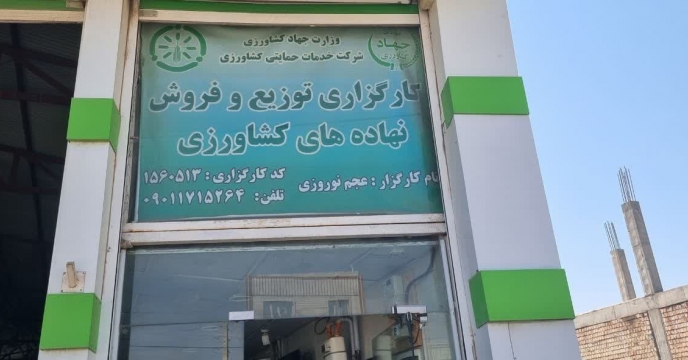 وزارت جهاد کشاورزی
شرکت خدمات حمایتی کشاورزی
جهاد
کارگزاری توزیع و فروش
نهاده های کشاورزی
نام کارگزار : عجم نوروزی
کد کارگزاری : ۱۵۶۰۵۱۳
تلفن: ۰۹۰۱۱۷۱۵۲۶۴